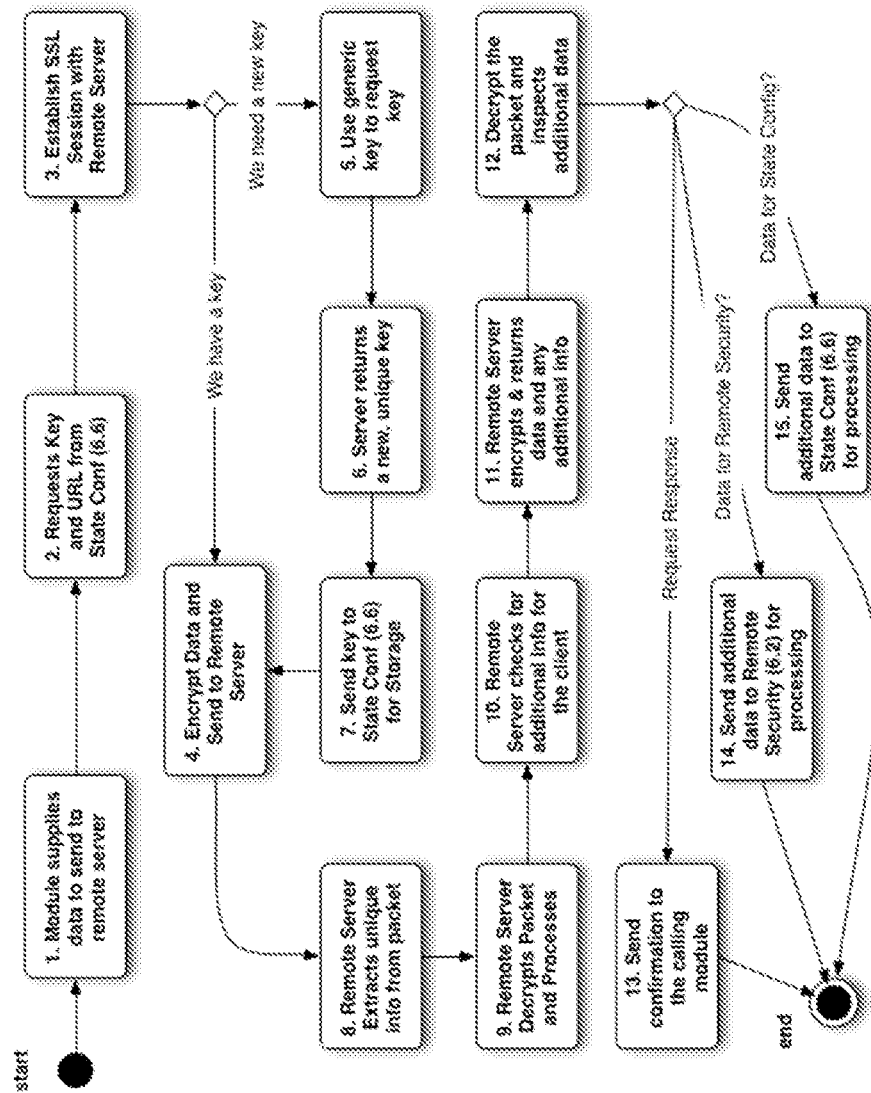 start
1. Module supplies
data to send to
remote server
2. Requests Key
and URL from
State Conf (6.6)
3. Establish SSL
Session with
Remote Server
We have a key
We need a new key
4. Encrypt Data and
Send to Remote
Server
5. Use generic
key to request
key
6. Server returns
a new, unique key
7. Send key to
State Conf (6.6)
for Storage
8. Remote Server
Extracts unique
info from packet
9. Remote Server
Decrypts Packet
and Processes
10. Remote
Server checks for
additional info for
the client
11. Remote Server
encrypts & returns
data and any
additional info
12. Decrypt the
packet and
inspects
additional data
Request Response
Data for Remote Security?
Data for State Config?
13. Send
confirmation to
the calling
module
14. Send additional
data to Remote
Security (6.2) for
processing
15. Send
additional data to
State Conf (6.6)
for processing
end